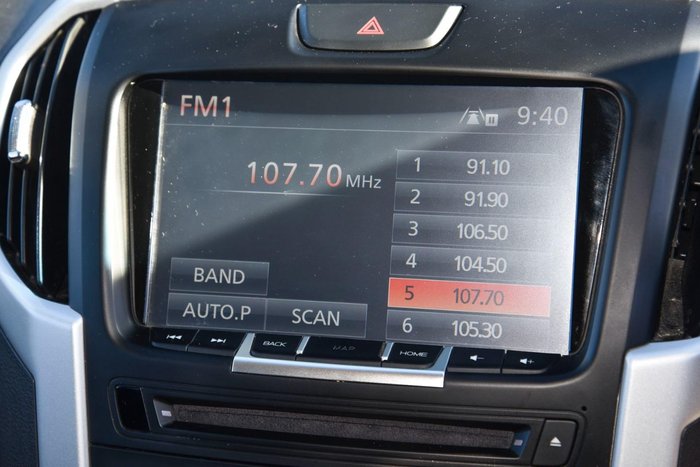 FM1
9:40
107.70 MHz
1 91.10
2 91.90
3 106.50
4 104.50
5 107.70
6 105.30
BAND
AUTO.P
SCAN
BACK
MAP
HOME